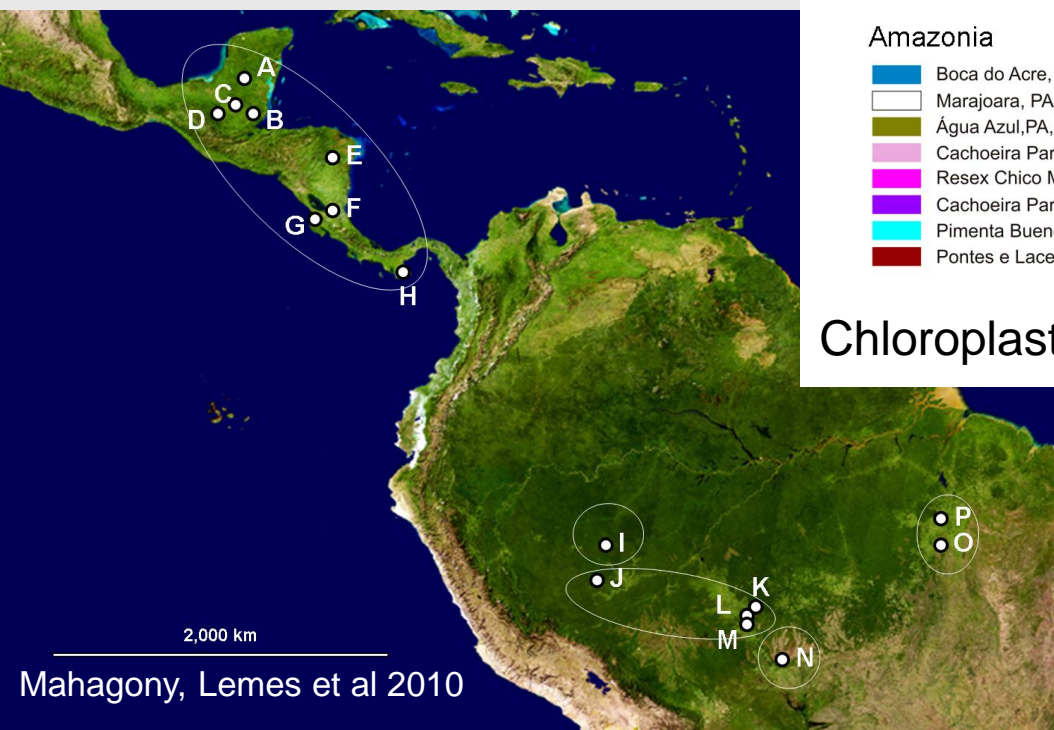 Amazonia
Boca do Acre,
Marajoara, PA
Água Azul,PA,
Cachoeira Par
Resex Chico M
Cachoeira Par
Pimenta Buen
Pontes e Lace
Chloroplast
A
C
D
B
E
F
G
H
I
J
K
L
M
N
P
O
2,000 km
Mahagony, Lemes et al 2010